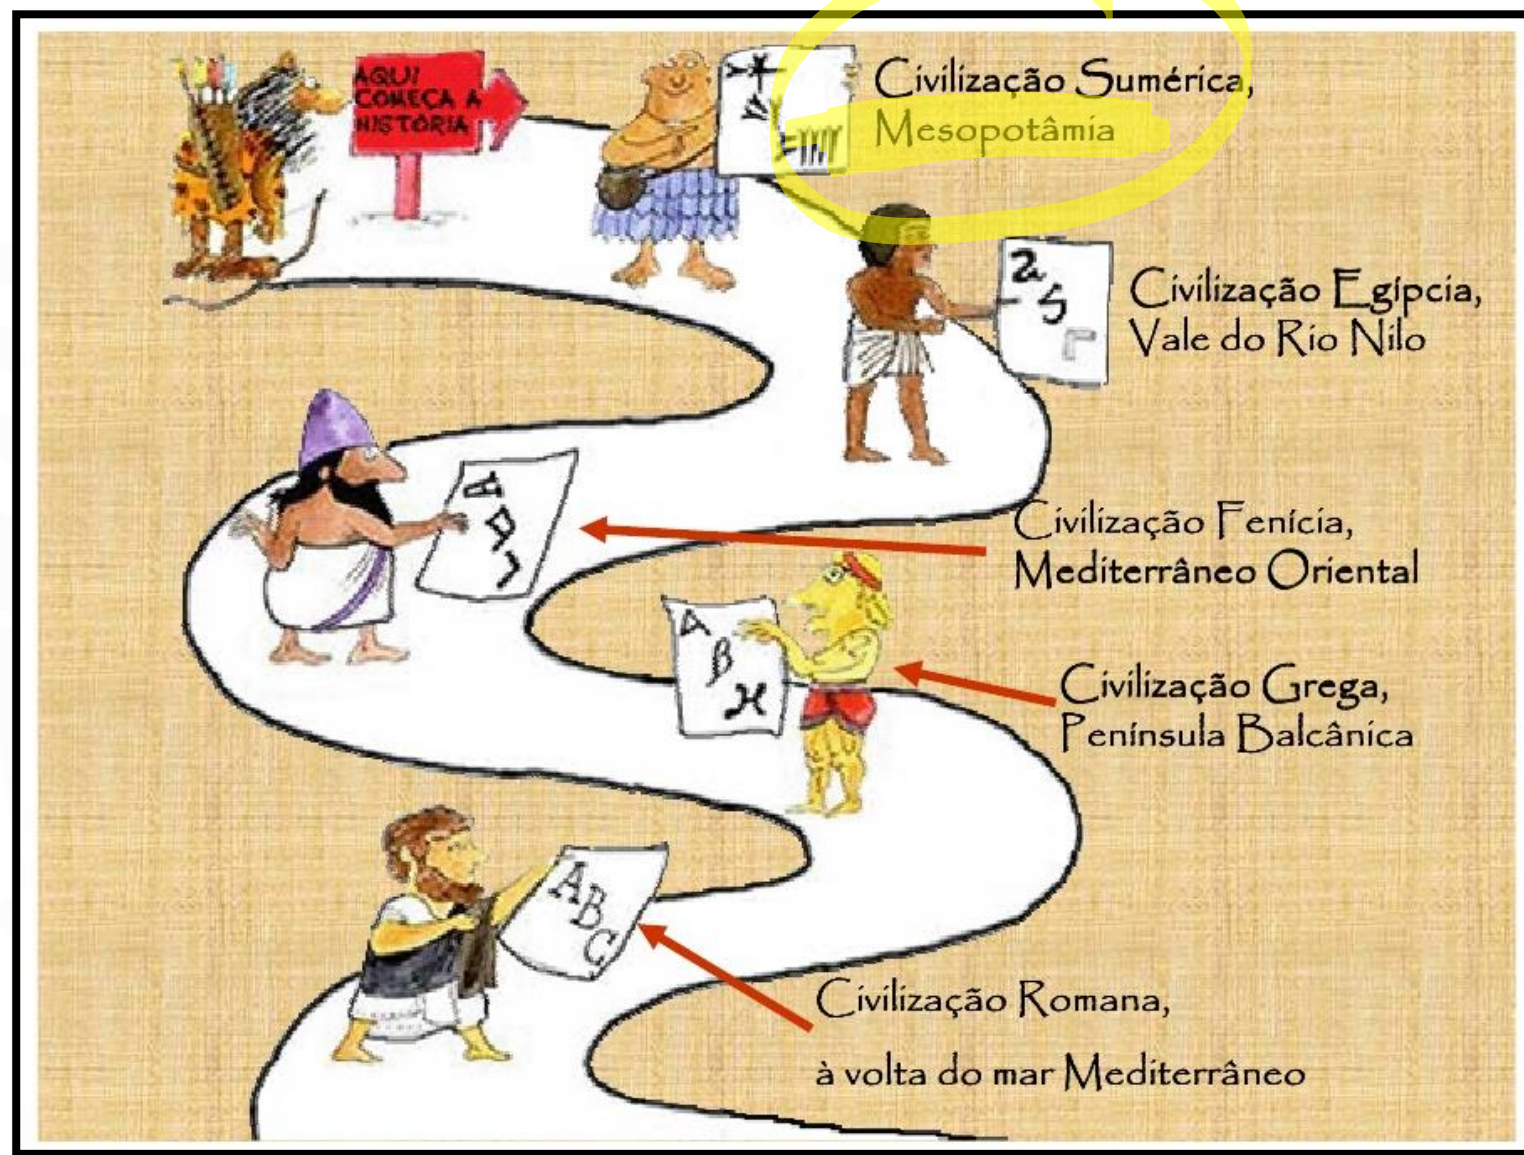 AQUI
COMEÇA A
HISTÓRIA
Civilização Sumérica,
Mesopotâmia
Civilização Egípcia,
Vale do Rio Nilo
Civilização Fenícia,
Mediterrâneo Oriental
Civilização Grega,
Península Balcânica
A
B
C
Civilização Romana,
à volta do mar Mediterrâneo